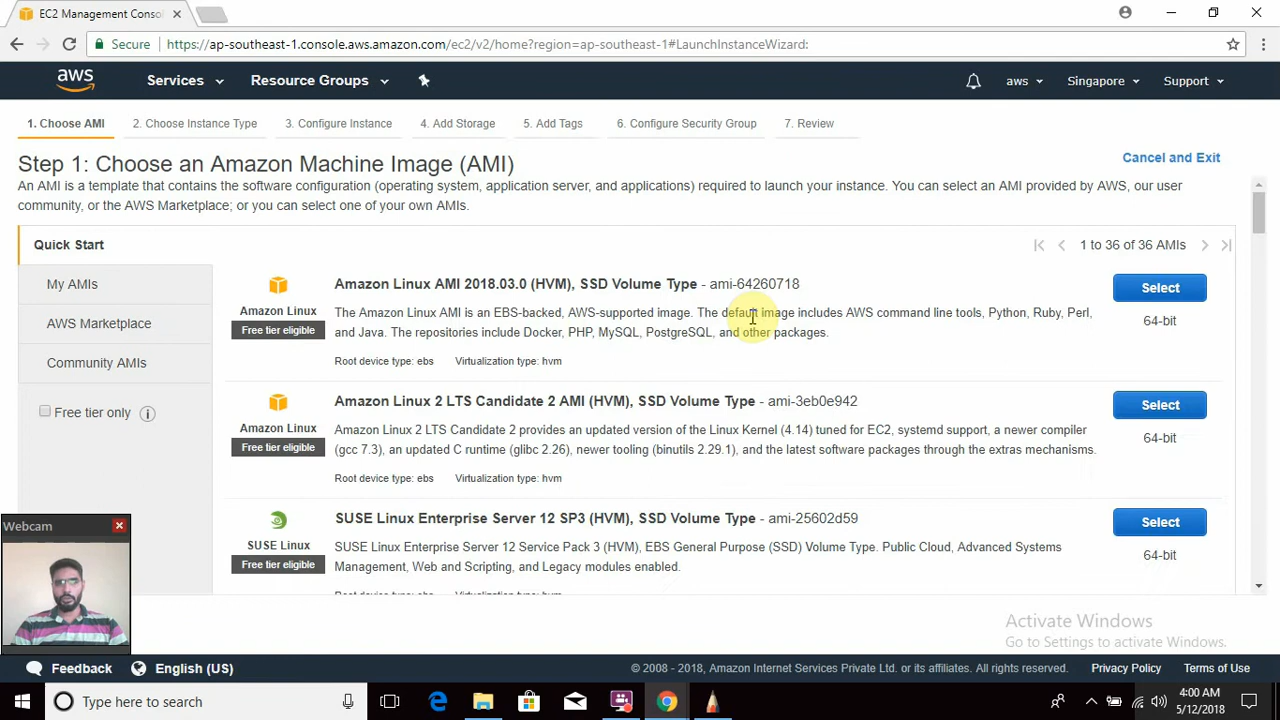 EC2 Management Conso
Secure https://ap-southeast-1.console.aws.amazon.com/ec2/v2/home?region=ap-southeast-1#LaunchInstanceWizard:
aws Services Resource Groups aws Singapore Support
1. Choose AMI 2. Choose Instance Type 3. Configure Instance 4. Add Storage 5. Add Tags 6. Configure Security Group 7. Review
Step 1: Choose an Amazon Machine Image (AMI)
Cancel and Exit
An AMI is a template that contains the software configuration (operating system, application server, and applications) required to launch your instance. You can select an AMI provided by AWS, our user
community, or the AWS Marketplace; or you can select one of your own AMIs.
Quick Start
My AMIs
AWS Marketplace
Community AMIs
Free tier only
1 to 36 of 36 AMIs
Amazon Linux
Free tier eligible
Amazon Linux AMI 2018.03.0 (HVM), SSD Volume Type - ami-64260718
The Amazon Linux AMI is an EBS-backed, AWS-supported image. The default image includes AWS command line tools, Python, Ruby, Perl,
and Java. The repositories include Docker, PHP, MySQL, PostgreSQL, and other packages.
Root device type: ebs Virtualization type: hvm
Select
64-bit
Amazon Linux
Free tier eligible
Amazon Linux 2 LTS Candidate 2 AMI (HVM), SSD Volume Type - ami-3eb0e942
Amazon Linux 2 LTS Candidate 2 provides an updated version of the Linux Kernel (4.14) tuned for EC2, systemd support, a newer compiler
(gcc 7.3), an updated C runtime (glibc 2.26), newer tooling (binutils 2.29.1), and the latest software packages through the extras mechanisms.
Root device type: ebs Virtualization type: hvm
Select
64-bit
SUSE Linux
Free tier eligible
SUSE Linux Enterprise Server 12 SP3 (HVM), SSD Volume Type - ami-25602d59
SUSE Linux Enterprise Server 12 Service Pack 3 (HVM), EBS General Purpose (SSD) Volume Type. Public Cloud, Advanced Systems
Management, Web and Scripting, and Legacy modules enabled.
Root device type: ebs Virtualization type: hvm
Select
64-bit
Webcam
Activate Windows
Go to Settings to activate Windows.
Feedback English (US) © 2008 - 2018, Amazon Internet Services Private Ltd. or its affiliates. All rights reserved. Privacy Policy Terms of Use
Type here to search
4:00 AM
5/12/2018